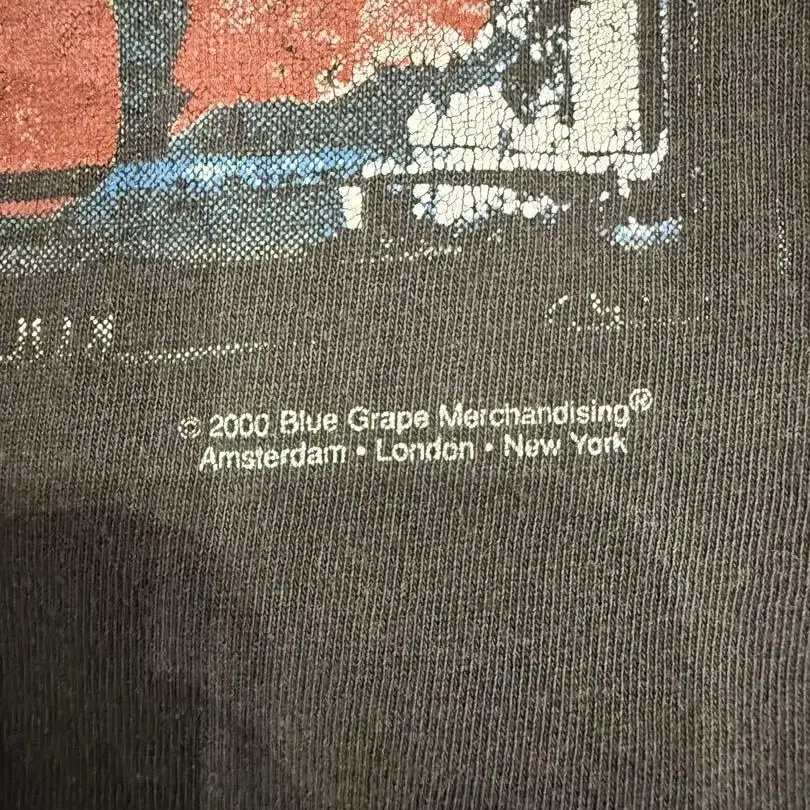 © 2000 Blue Grape Merchandising®
Amsterdam • London • New York